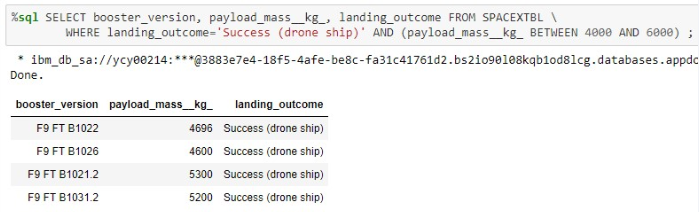 %sql SELECT booster_version, payload_mass__kg_, landing_outcome FROM SPACEXTBL \
WHERE landing_outcome='Success (drone ship)' AND (payload_mass__kg_ BETWEEN 4000 AND 6000) ;
* ibm_db_sa://ycy00214:***@3883e7e4-18f5-4afe-be8c-fa31c41761d2.bs2io90l08kqb1od8lcg.databases.appdo
Done.
booster_version payload_mass__kg_ landing_outcome
F9 FT B1022 4696 Success (drone ship)
F9 FT B1026 4600 Success (drone ship)
F9 FT B1021.2 5300 Success (drone ship)
F9 FT B1031.2 5200 Success (drone ship)